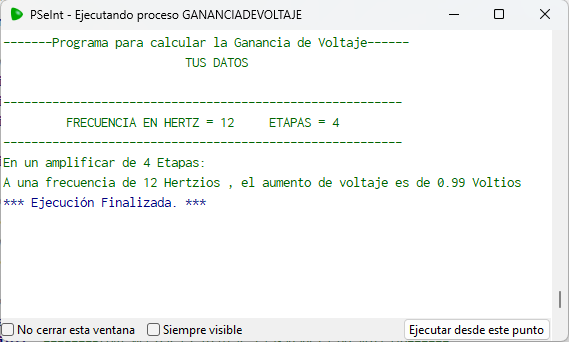 PSeInt - Ejecutando proceso GANANCIADEVOLTAJE
-------Programa para calcular la Ganancia de Voltaje------
TUS DATOS
---------------------------------------------------------
FRECUENCIA EN HERTZ = 12 ETAPAS = 4
---------------------------------------------------------
En un amplificar de 4 Etapas:
A una frecuencia de 12 Hertzios , el aumento de voltaje es de 0.99 Voltios
*** Ejecución Finalizada. ***
No cerrar esta ventana Siempre visible Ejecutar desde este punto